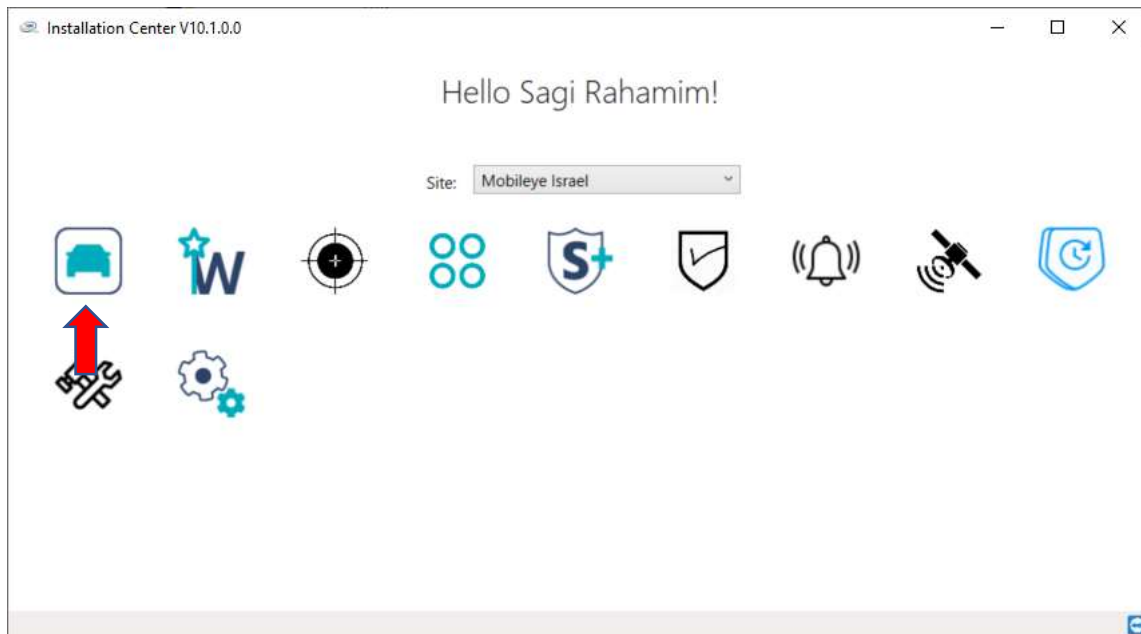 Installation Center V10.1.0.0
Hello Sagi Rahamim!
Site: Mobileye Israel
W
S+